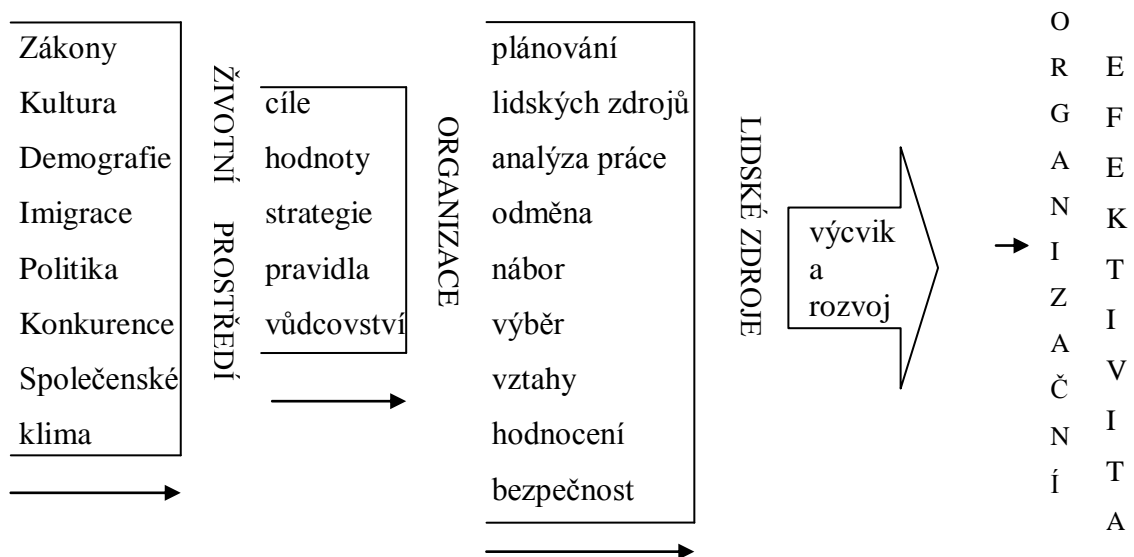 Zákony
Kultura
Demografie
Imigrace
Politika
Konkurence
Společenské
klima
ŽIVOTNÍ PROSTŘEDÍ
cíle
hodnoty
strategie
pravidla
vůdcovství
ORGANIZACE
plánování
lidských zdrojů
analýza práce
odměna
nábor
výběr
vztahy
hodnocení
bezpečnost
LIDSKÉ ZDROJE
výcvik
a
rozvoj
ORGANIZAČNÍ
EFEKTIVITA